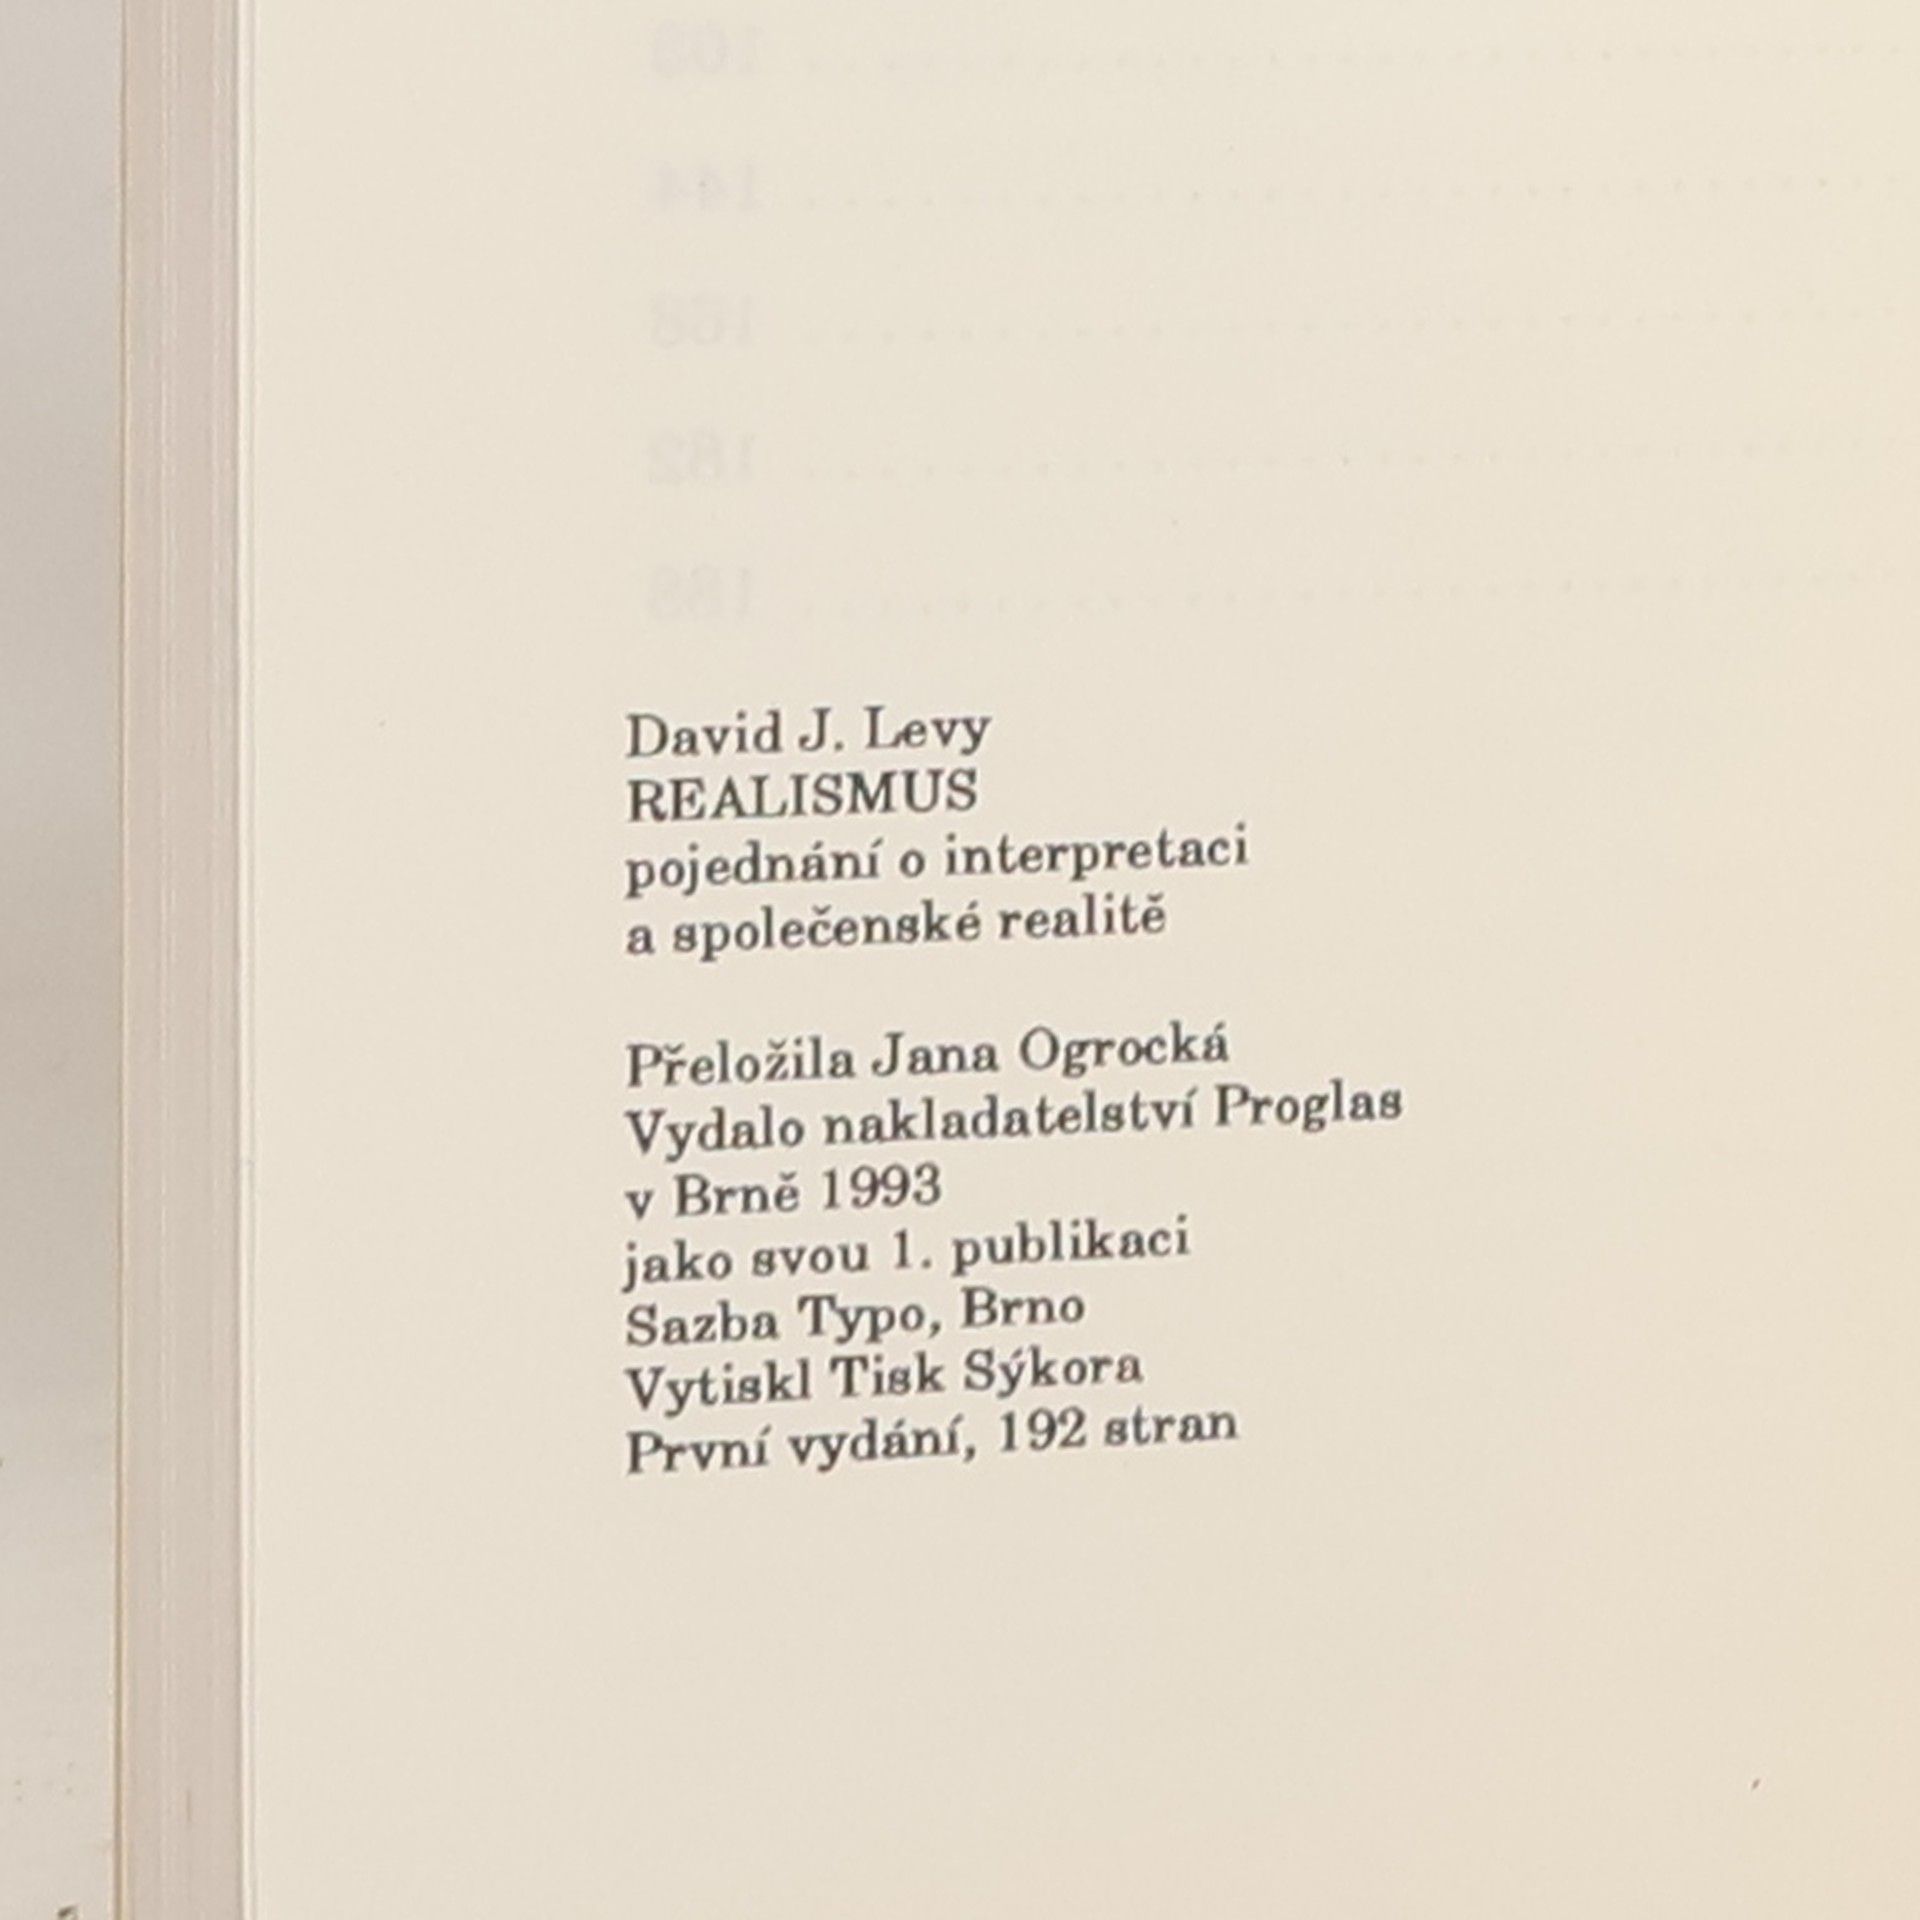 David J. Levy
REALISMUS
pojednání o interpretaci
a společenské realitě
Přeložila Jana Ogrocká
Vydalo nakladatelství Proglas
v Brně 1993
jako svou 1. publikaci
Sazba Typo, Brno
Vytiskl Tisk Sýkora
První vydání, 192 stran